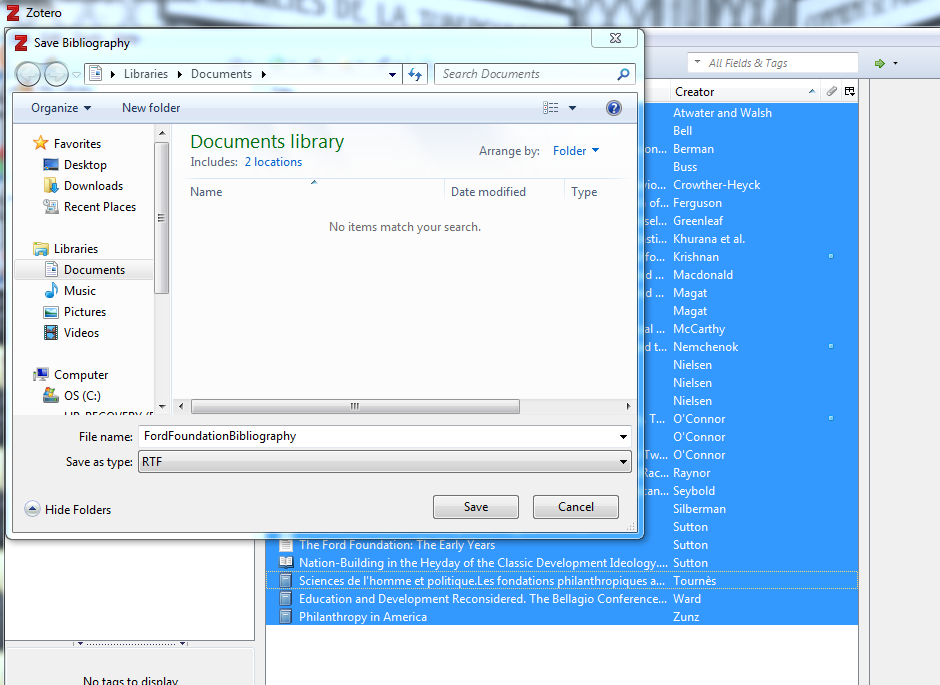 Zotero
Save Bibliography
Libraries Documents
Search Documents
All Fields & Tags
Organize New folder
Creator
Favorites
Desktop
Downloads
Recent Places
Libraries
Documents
Music
Pictures
Videos
Computer
OS (C:)
Documents library
Includes: 2 locations
Arrange by: Folder
Name Date modified Type
No items match your search.
File name: FordFoundationBibliography
Save as type: RTF
Hide Folders
Save Cancel
Atwater and Walsh
Bell
on... Berman
Buss
vio... Crowther-Heyck
of... Ferguson
sel... Greenleaf
sti... Khurana et al.
fo... Krishnan
d ... Macdonald
d ... Magat
Magat
al ... McCarthy
d t... Nemchenok
Nielsen
Nielsen
Nielsen
T... O'Connor
O'Connor
Tw... O'Connor
Rac... Raynor
can... Seybold
Silberman
Sutton
The Ford Foundation: The Early Years Sutton
Nation-Building in the Heyday of the Classic Development Ideology.... Sutton
Sciences de l'homme et politique.Les fondations philanthropiques a... Tournès
Education and Development Reconsidered. The Bellagio Conference... Ward
Philanthropy in America Zunz
No tags to display